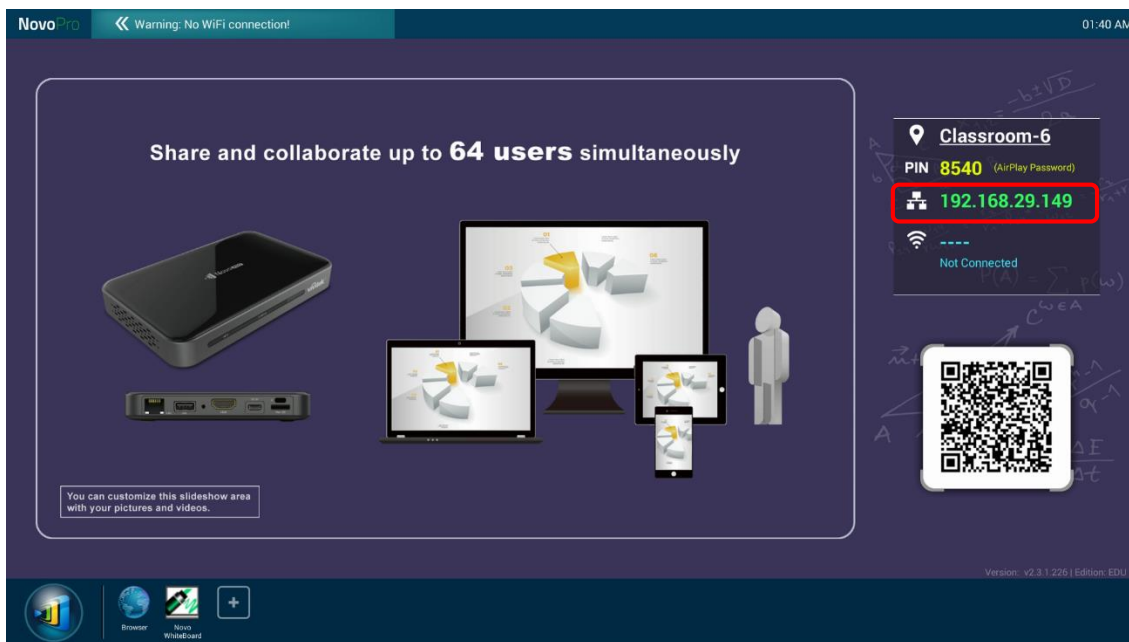 NovoPro
Warning: No WiFi connection!
01:40 AM
Share and collaborate up to 64 users simultaneously
You can customize this slideshow area
with your pictures and videos.
Classroom-6
PIN 8540 (AirPlay Password)
192.168.29.149
----
Not Connected
Version: v2.3.1.226 | Edition: EDU
Browser
Novo
WhiteBoard